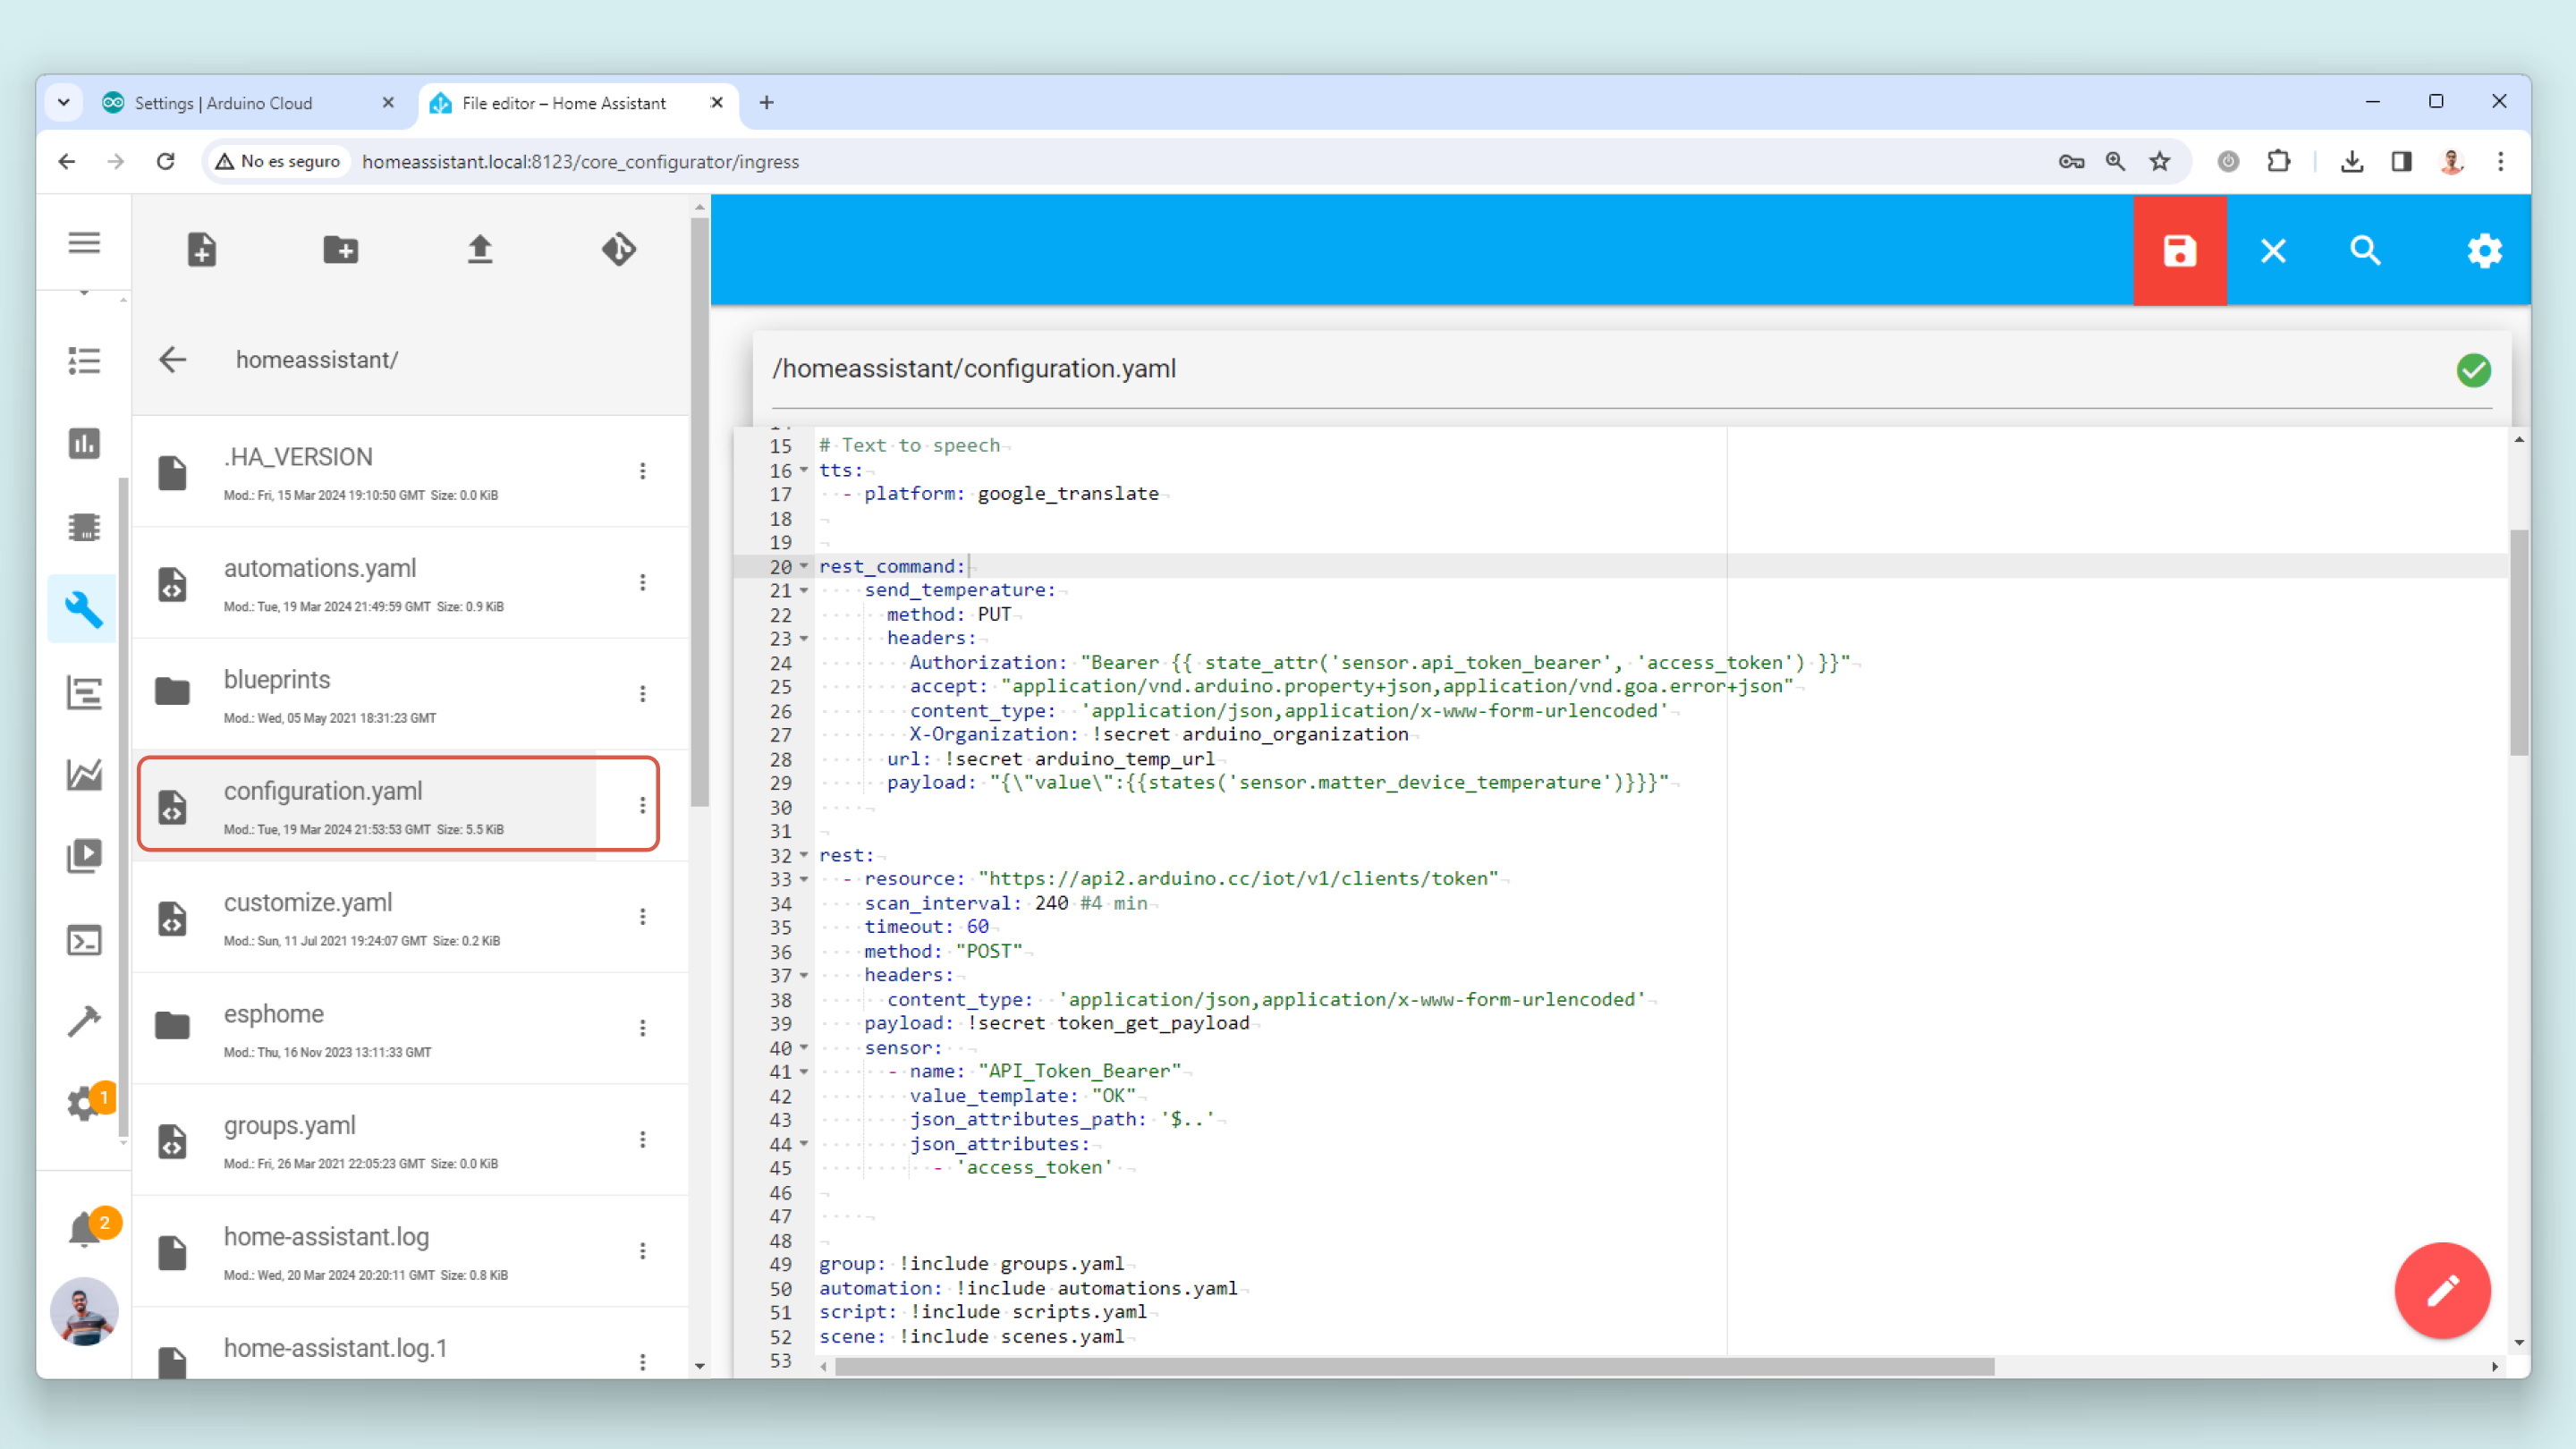 Settings | Arduino Cloud
File editor – Home Assistant
No es seguro
homeassistant.local:8123/core_configurator/ingress
homeassistant/
.HA_VERSION
Mod.: Fri, 15 Mar 2024 19:10:50 GMT Size: 0.0 KiB
automations.yaml
Mod.: Tue, 19 Mar 2024 21:49:59 GMT Size: 0.9 KiB
blueprints
Mod.: Wed, 05 May 2021 18:31:23 GMT
configuration.yaml
Mod.: Tue, 19 Mar 2024 21:53:53 GMT Size: 5.5 KiB
customize.yaml
Mod.: Sun, 11 Jul 2021 19:24:07 GMT Size: 0.2 KiB
esphome
Mod.: Thu, 16 Nov 2023 13:11:33 GMT
groups.yaml
Mod.: Fri, 26 Mar 2021 22:05:23 GMT Size: 0.0 KiB
home-assistant.log
Mod.: Wed, 20 Mar 2024 20:20:11 GMT Size: 0.8 KiB
home-assistant.log.1
1
2
/homeassistant/configuration.yaml
15 # Text to speech
16 tts:
17   - platform: google_translate
18
19
20 rest_command:
21     send_temperature:
22       method: PUT
23       headers:
24         Authorization: "Bearer {{ state_attr('sensor.api_token_bearer', 'access_token') }}"
25         accept: "application/vnd.arduino.property+json,application/vnd.goa.error+json"
26         content_type:  'application/json,application/x-www-form-urlencoded'
27         X-Organization: !secret arduino_organization
28       url: !secret arduino_temp_url
29       payload: "{\"value\":{{states('sensor.matter_device_temperature')}}}"
30
31
32 rest:
33   - resource: "https://api2.arduino.cc/iot/v1/clients/token"
34     scan_interval: 240 #4 min
35     timeout: 60
36     method: "POST"
37     headers:
38       content_type:  'application/json,application/x-www-form-urlencoded'
39     payload: !secret token_get_payload
40     sensor:
41       - name: "API_Token_Bearer"
42         value_template: "OK"
43         json_attributes_path: '$..'
44         json_attributes:
45           - 'access_token'
46
47
48
49 group: !include groups.yaml
50 automation: !include automations.yaml
51 script: !include scripts.yaml
52 scene: !include scenes.yaml
53